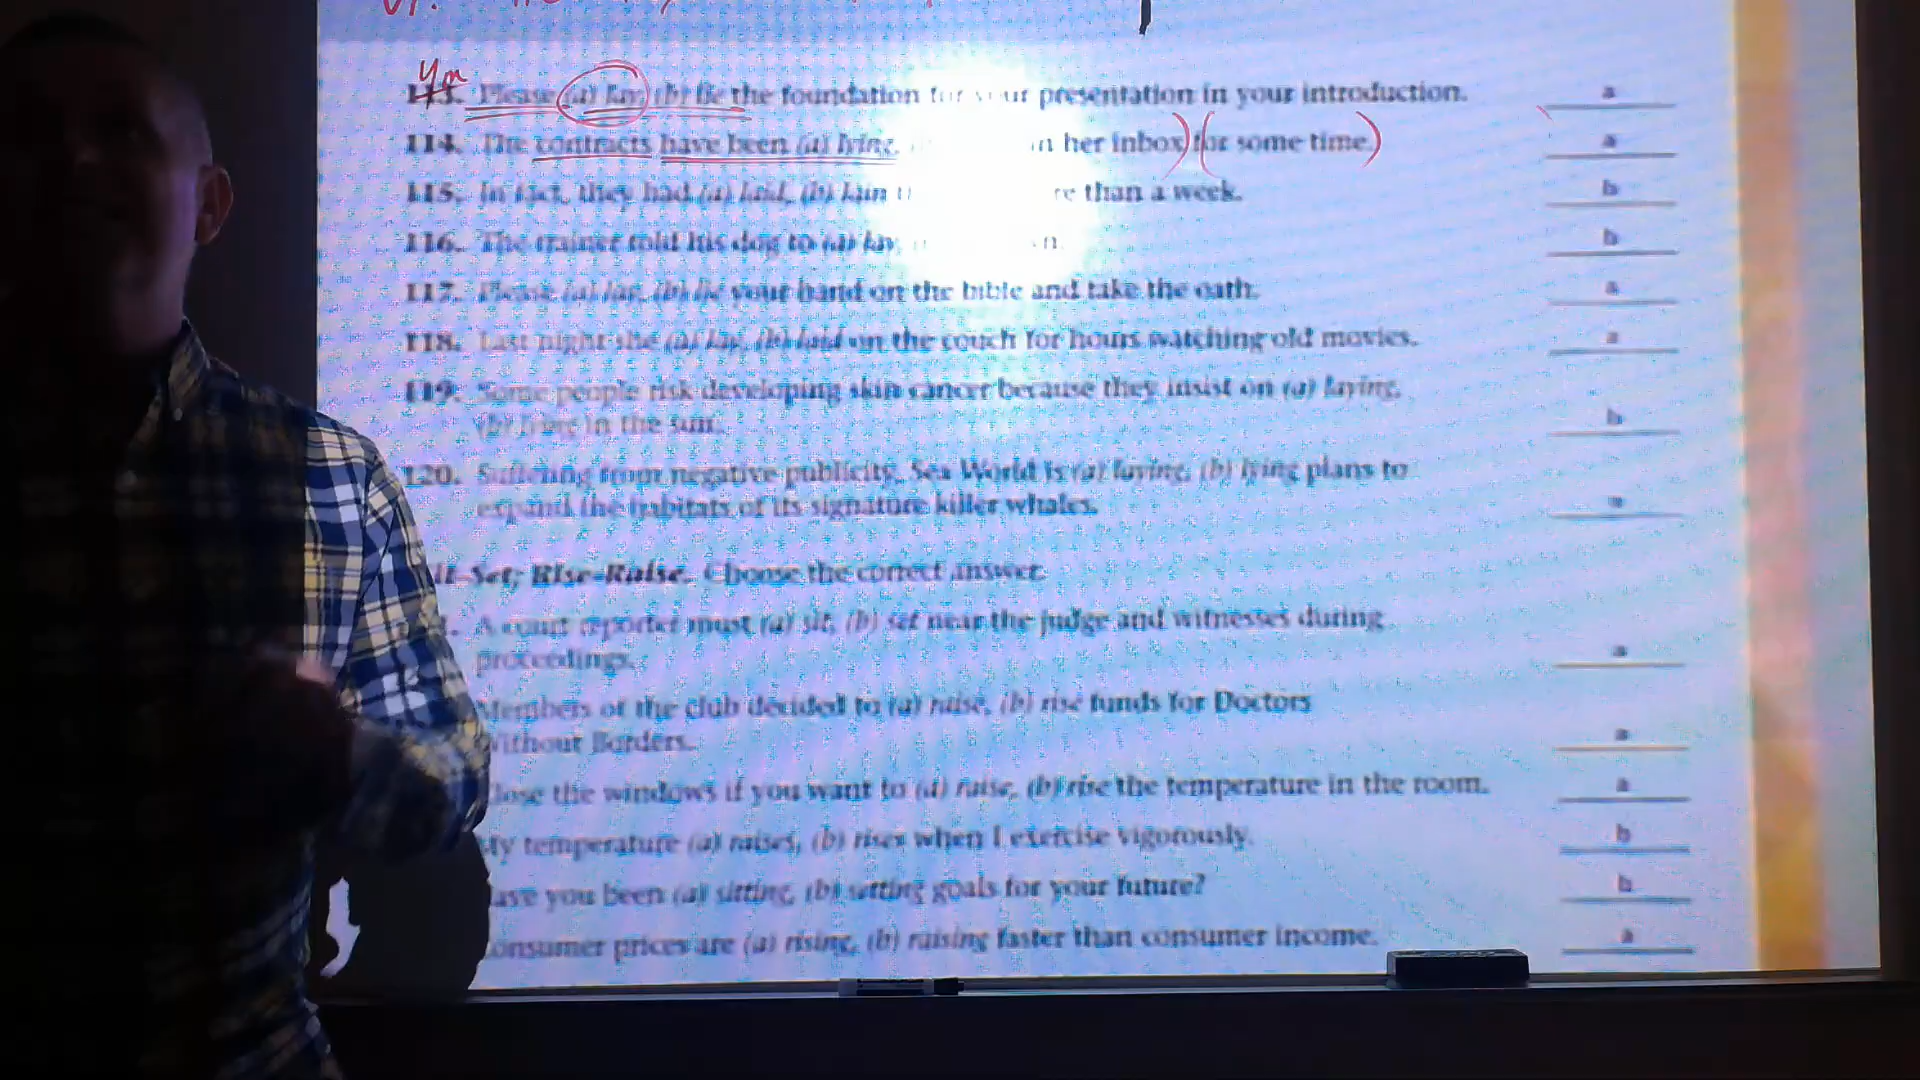 113. Please (a) lay, (b) lie the foundation for your presentation in your introduction. a
114. The contracts have been (a) lying, in her inbox) (for some time.) a
115. In fact, they had (a) laid, (b) lain than a week. b
116. The trainer told his dog to (a) lay, b
117. Please (a) lay, (b) lie your hand on the bible and take the oath. a
118. Last night she (a) lay, (b) laid on the couch for hours watching old movies. a
119. Some people risk developing skin cancer because they insist on (a) laying,
(b) lying in the sun. b
120. Suffering from negative publicity, Sea World is (a) laying, (b) lying plans to
expand the habitats of its signature killer whales. a
Set; Rise-Raise. Choose the correct answer.
A court reporter must (a) sit, (b) set near the judge and witnesses during
proceedings. a
Members of the club decided to (a) raise, (b) rise funds for Doctors
Without Borders. a
lose the windows if you want to (a) raise, (b) rise the temperature in the room. a
y temperature (a) raises, (b) rises when I exercise vigorously. b
ave you been (a) sitting, (b) setting goals for your future? b
onsumer prices are (a) rising, (b) raising faster than consumer income. a